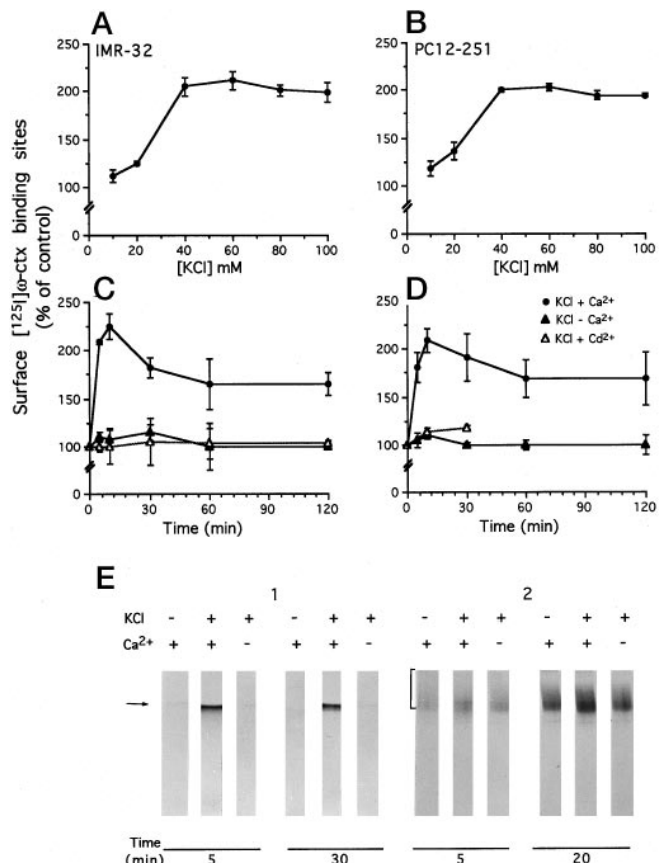 A
B
IMR-32
PC12-251
250
200
150
100
0
0 20 40 60 80 100
[KCl] mM
250
200
150
100
0
0 20 40 60 80 100
[KCl] mM
Surface [¹²⁵I]ω-ctx binding sites
(% of control)
C
D
250
200
150
100
50
0
0 30 60 90 120
Time (min)
KCl + Ca²⁺
KCl - Ca²⁺
KCl + Cd²⁺
250
200
150
100
50
0
0 30 60 90 120
Time (min)
E
1 2
KCl - + + - + + - + + - + +
Ca²⁺ + + - + + - + + - + + -
Time
(min) 5 30 5 20